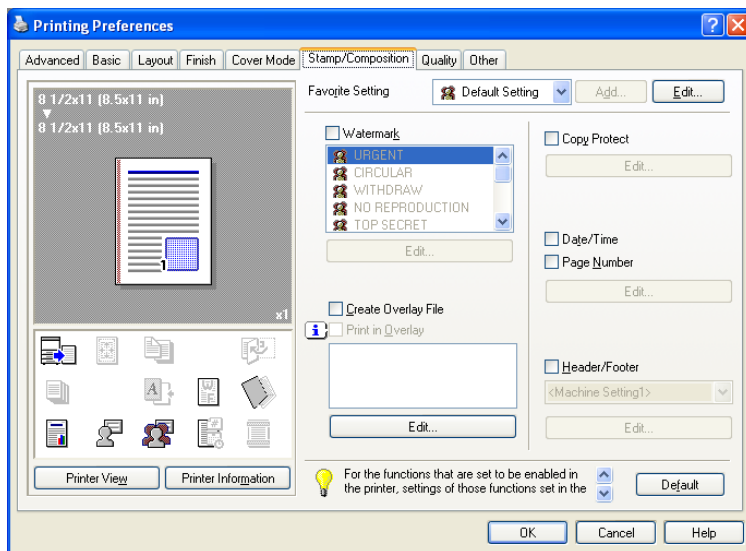 Printing Preferences
Advanced Basic Layout Finish Cover Mode Stamp/Composition Quality Other
8 1/2x11 (8.5x11 in)
8 1/2x11 (8.5x11 in)
1
x1
Printer View
Printer Information
Favorite Setting
Default Setting
Add...
Edit...
Watermark
URGENT
CIRCULAR
WITHDRAW
NO REPRODUCTION
TOP SECRET
Edit...
Create Overlay File
Print in Overlay
Edit...
Copy Protect
Edit...
Date/Time
Page Number
Edit...
Header/Footer
<Machine Setting1>
Edit...
For the functions that are set to be enabled in
the printer, settings of those functions set in the
Default
OK Cancel Help